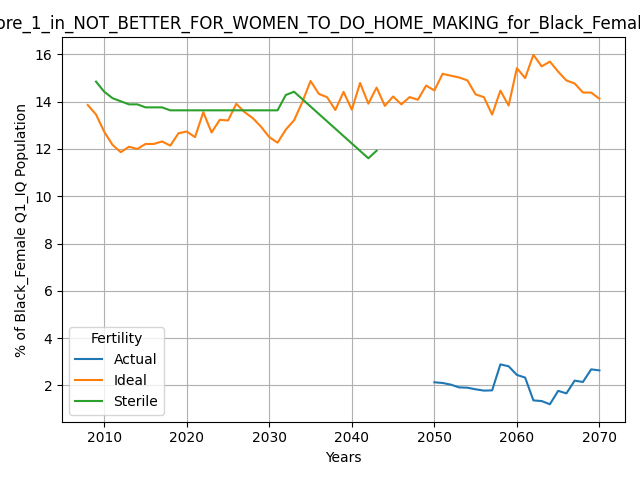 ore_1_in_NOT_BETTER_FOR_WOMEN_TO_DO_HOME_MAKING_for_Black_Femal
% of Black_Female Q1_IQ Population
16
14
12
10
8
6
4
2
Fertility
Actual
Ideal
Sterile
2010 2020 2030 2040 2050 2060 2070
Years